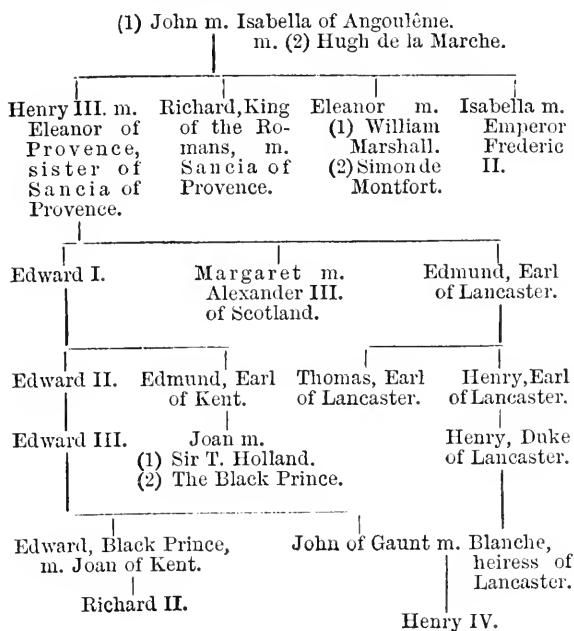 (1) John m. Isabella of Angoulême.
m. (2) Hugh de la Marche.
Henry III. m.
Eleanor of
Provence,
sister of
Sancia of
Provence.
Richard, King
of the Ro-
mans, m.
Sancia of
Provence.
Eleanor m.
(1) William
Marshall.
(2) Simon de
Montfort.
Isabella m.
Emperor
Frederic
II.
Edward I.
Margaret m.
Alexander III.
of Scotland.
Edmund, Earl
of Lancaster.
Edward II.
Edmund, Earl
of Kent.
Thomas, Earl
of Lancaster.
Henry, Earl
of Lancaster.
Edward III.
Joan m.
(1) Sir T. Holland.
(2) The Black Prince.
Henry, Duke
of Lancaster.
Edward, Black Prince,
m. Joan of Kent.
John of Gaunt m. Blanche,
heiress of
Lancaster.
Richard II.
Henry IV.